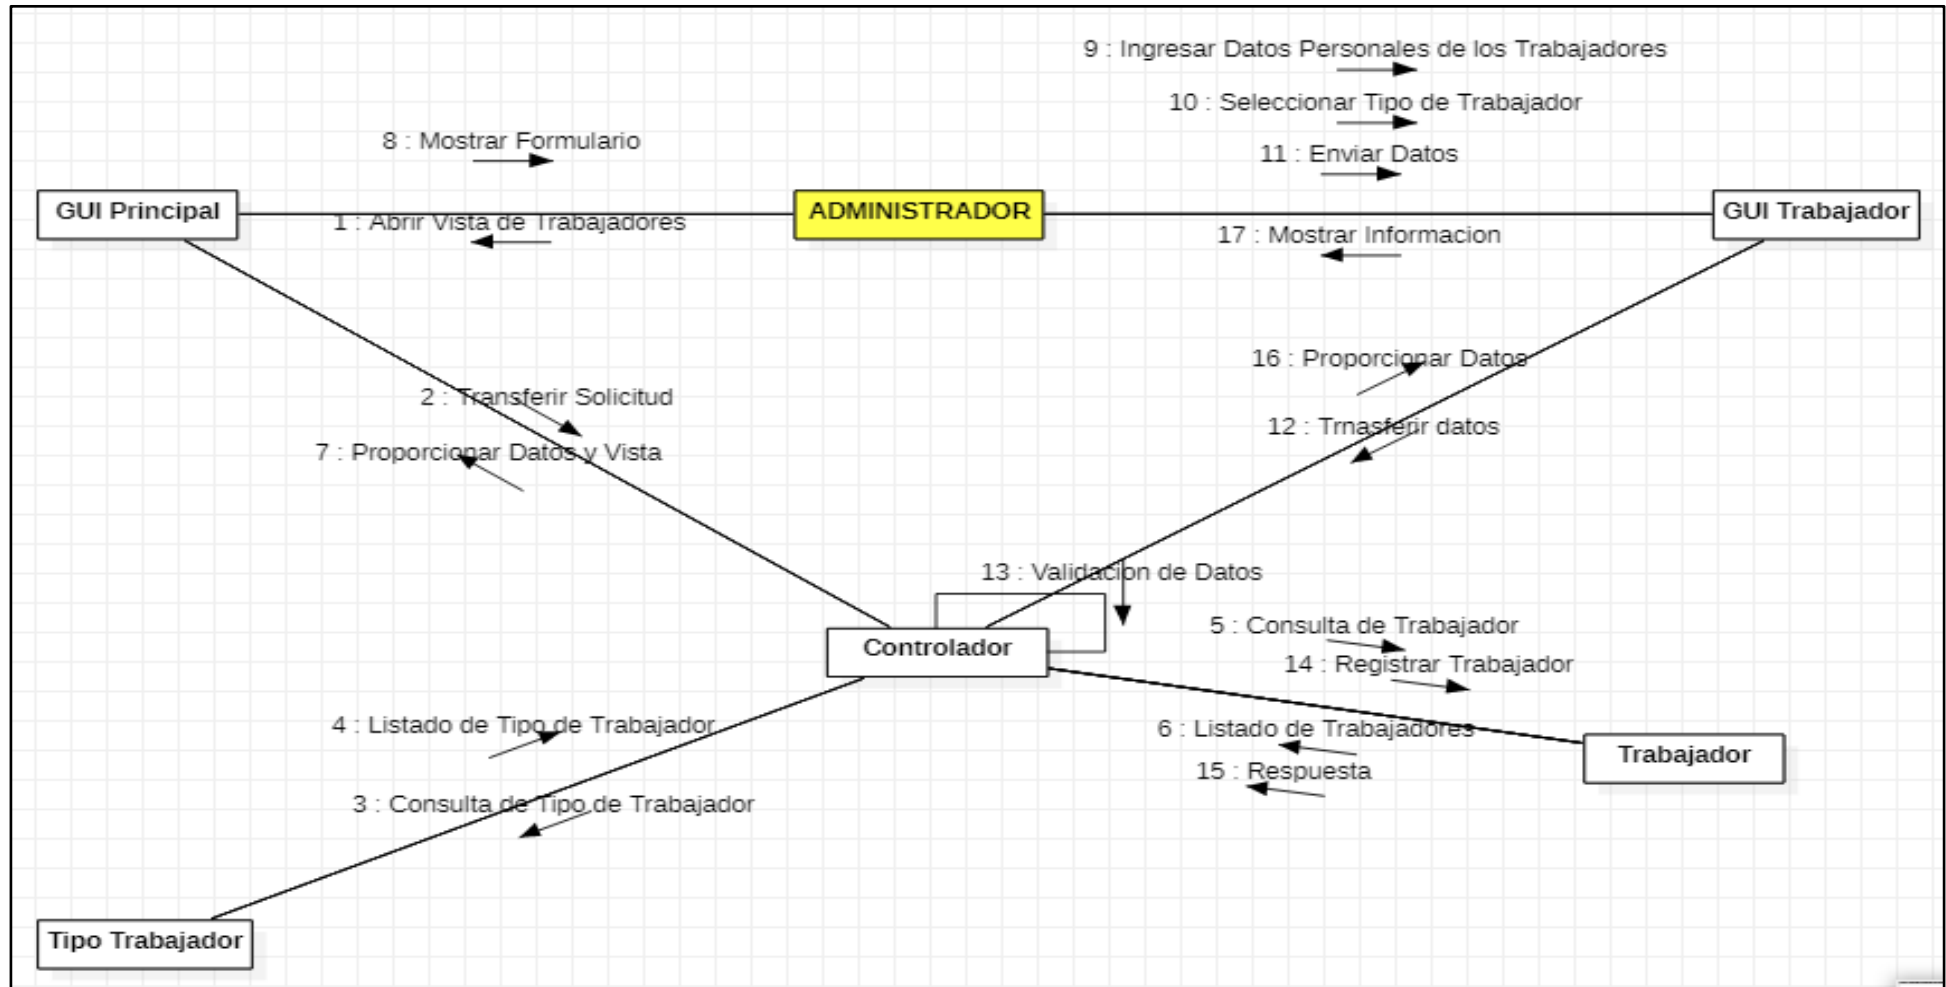 9 : Ingresar Datos Personales de los Trabajadores
10 : Seleccionar Tipo de Trabajador
8 : Mostrar Formulario
11 : Enviar Datos
GUI Principal
ADMINISTRADOR
GUI Trabajador
1 : Abrir Vista de Trabajadores
17 : Mostrar Informacion
16 : Proporcionar Datos
2 : Transferir Solicitud
12 : Trnasferir datos
7 : Proporcionar Datos y Vista
13 : Validacion de Datos
5 : Consulta de Trabajador
Controlador
14 : Registrar Trabajador
4 : Listado de Tipo de Trabajador
6 : Listado de Trabajadores
Trabajador
15 : Respuesta
3 : Consulta de Tipo de Trabajador
Tipo Trabajador